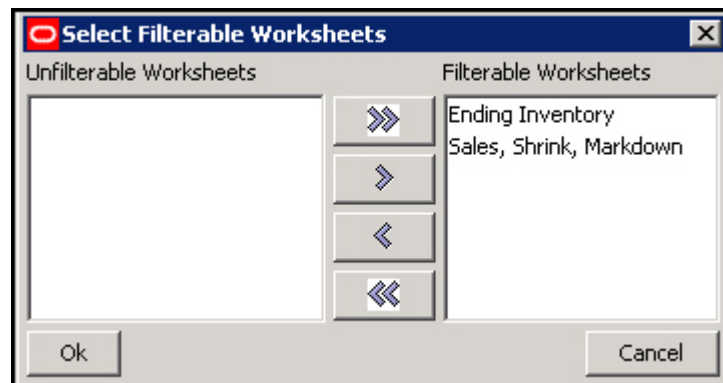 Select Filterable Worksheets
Unfilterable Worksheets
Filterable Worksheets
Ending Inventory
Sales, Shrink, Markdown
Ok
Cancel